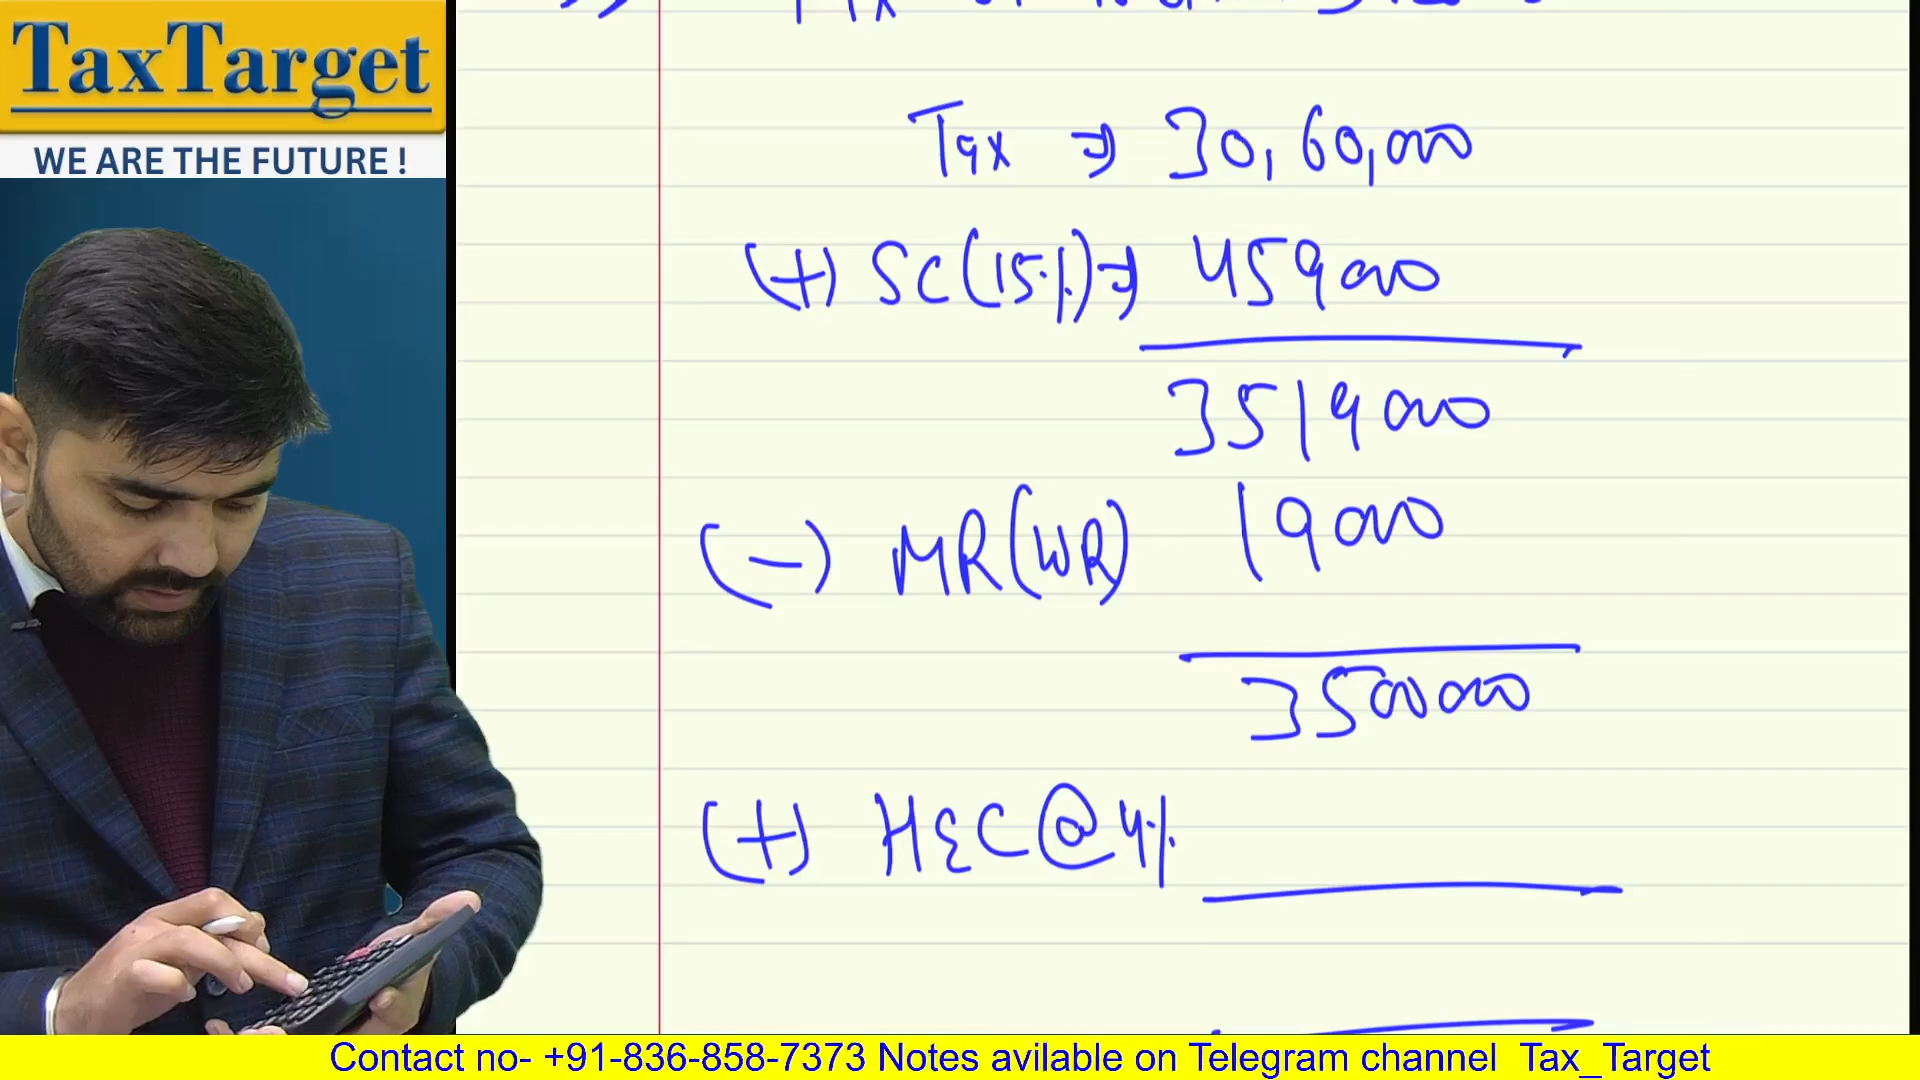 TaxTarget
WE ARE THE FUTURE !
Tax ⇒ 30,60,000
(+) SC (15%) ⇒ 459000
3519000
(-) MR (WR) 19000
3500000
(+) H&C @ 4%
Contact no- +91-836-858-7373 Notes avilable on Telegram channel Tax_Target